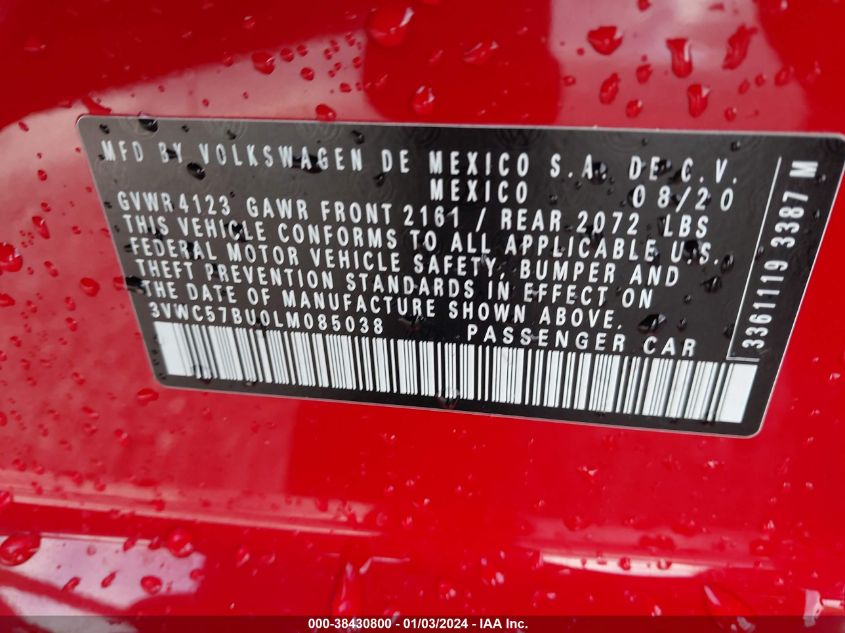 MFD BY VOLKSWAGEN DE MEXICO S.A. DE C.V.
MEXICO 08/20
GVWR 4123 GAWR FRONT 2161 / REAR 2072 LBS
THIS VEHICLE CONFORMS TO ALL APPLICABLE U.S.
FEDERAL MOTOR VEHICLE SAFETY, BUMPER AND
THEFT PREVENTION STANDARDS IN EFFECT ON
THE DATE OF MANUFACTURE SHOWN ABOVE.
3VWC57BU0LM085038 PASSENGER CAR
3361119 3387 M
000-38430800 - 01/03/2024 - IAA Inc.